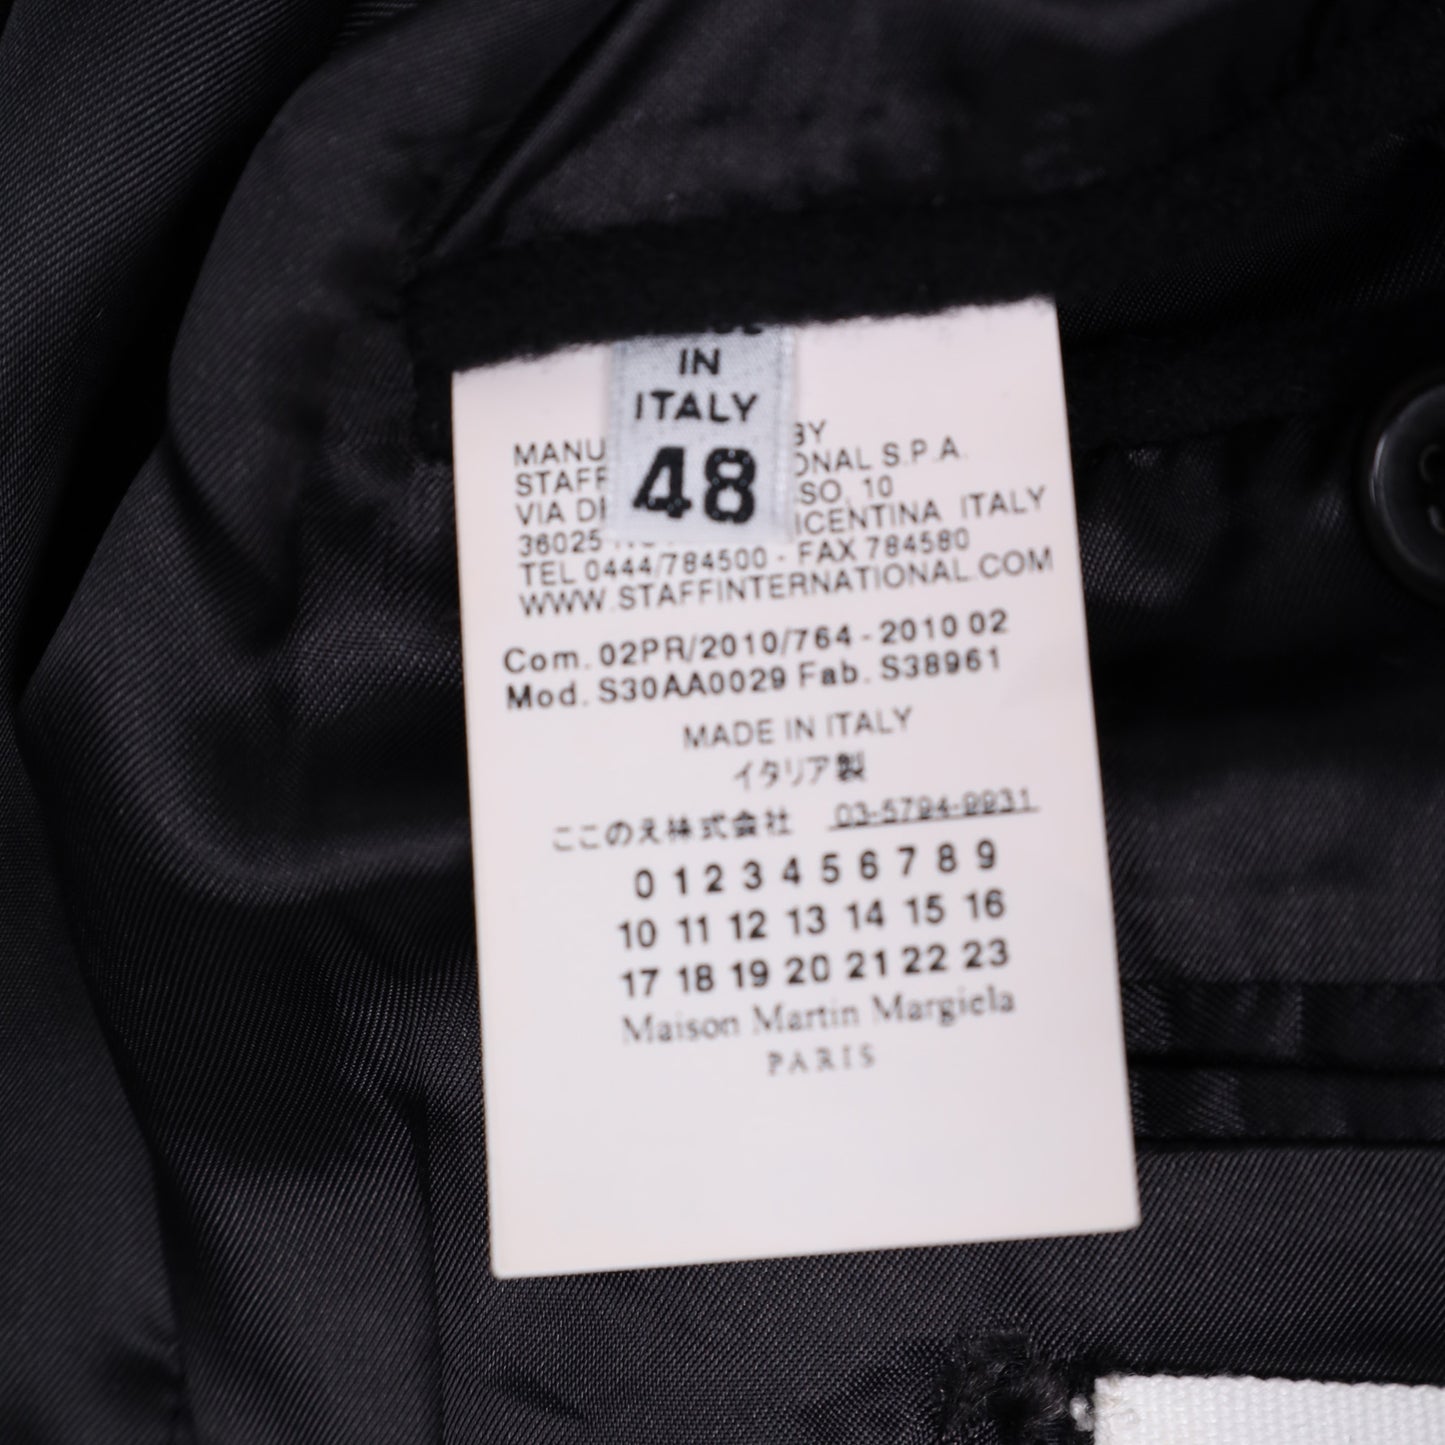 IN
ITALY
48
MANU BY
STAFF ONAL S.P.A.
VIA DI SSO, 10
36025 ICENTINA ITALY
TEL 0444/784500 - FAX 784580
WWW.STAFFINTERNATIONAL.COM
Com. 02PR/2010/764 - 2010 02
Mod. S30AA0029 Fab. S38961
MADE IN ITALY
イタリア製
ここのえ株式会社 03-5794-9931
0 1 2 3 4 5 6 7 8 9
10 11 12 13 14 15 16
17 18 19 20 21 22 23
Maison Martin Margiela
PARIS